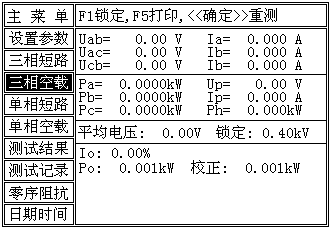 主 菜 单
设置参数
三相短路
三相空载
单相短路
单相空载
测试结果
测试记录
零序阻抗
日期时间
F1锁定,F5打印,<<确定>>重测
Uab= 0.00 V Ia= 0.000 A
Uac= 0.00 V Ib= 0.000 A
Ucb= 0.00 V Ib= 0.000 A
Pa= 0.0000kW Up= 0.00 V
Pb= 0.0000kW Ip= 0.000 A
Pc= 0.0000kW Ph= 0.000kW
平均电压: 0.00V 锁定: 0.40kV
Io: 0.00%
Po: 0.001kW 校正: 0.001kW